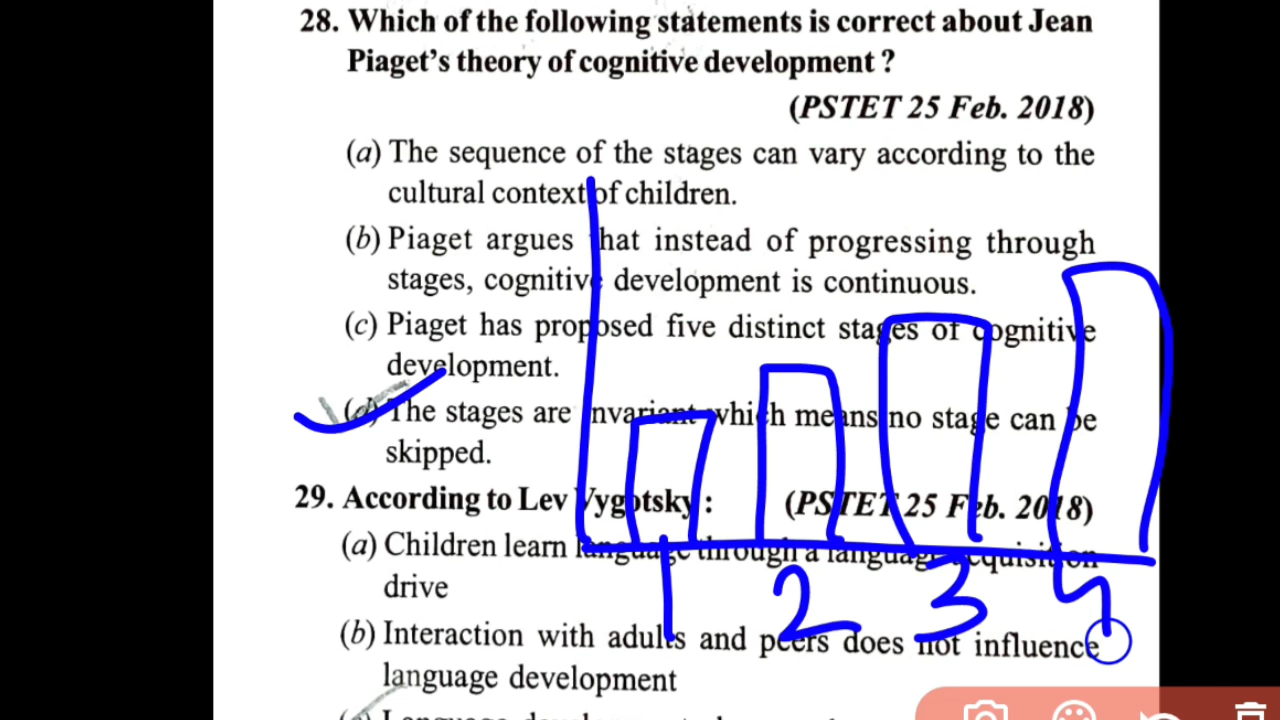 28. Which of the following statements is correct about Jean
Piaget's theory of cognitive development ?
(PSTET 25 Feb. 2018)
(a) The sequence of the stages can vary according to the
cultural context of children.
(b) Piaget argues that instead of progressing through
stages, cognitive development is continuous.
(c) Piaget has proposed five distinct stages of cognitive
development.
(d) The stages are invariant which means no stage can be
skipped.
29. According to Lev Vygotsky :
(PSTET 25 Feb. 2018)
(a) Children learn language through a language acquisition
drive
1 2 3 4
(b) Interaction with adults and peers does not influence
language development